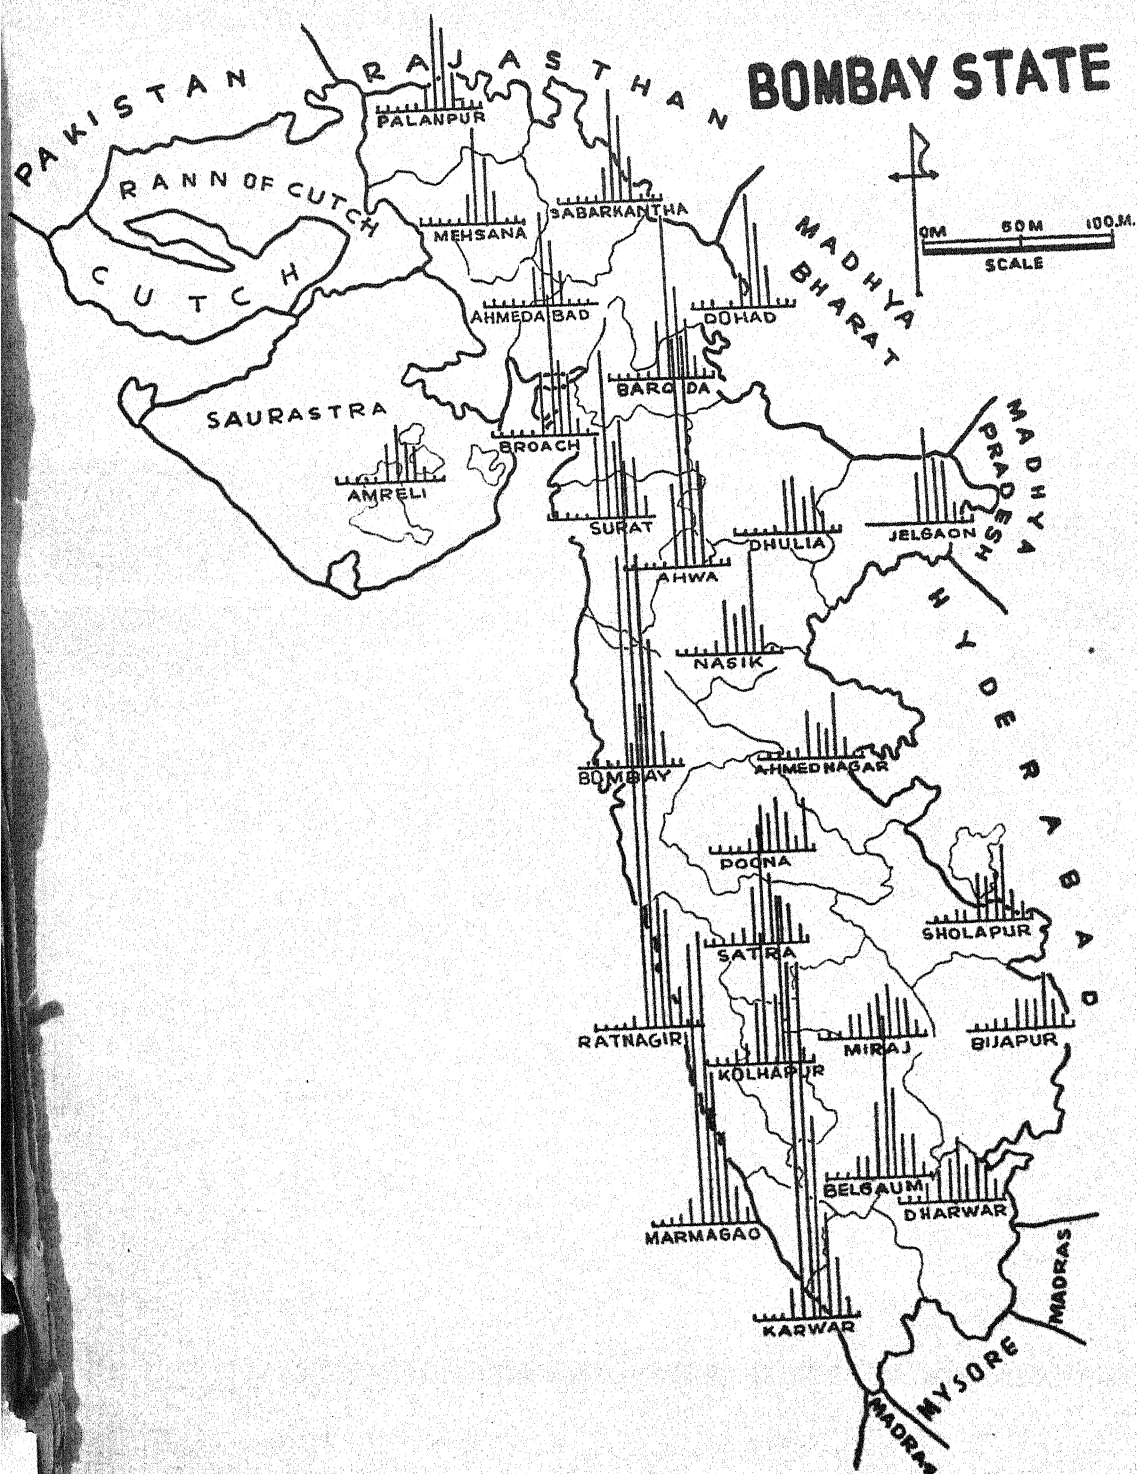 BOMBAY STATE
PAKISTAN
RAJASTHAN
PALANPUR
RANN OF CUTCH
CUTCH
MEHSANA
SABARKANTHA
0M 50M 100.M.
SCALE
MADHYA
BHARAT
AHMEDABAD
DOHAD
BARODA
SAURASTRA
BROACH
AMRELI
MADHYA
PRADESH
SURAT
DHULIA
JELGAON
AHWA
HYDERABAD
NASIK
BOMBAY
AHMEDNAGAR
POONA
SHOLAPUR
SATRA
RATNAGIRI
MIRAJ
BIJAPUR
KOLHAPUR
BELGAUM
DHARWAR
MARMAGAO
MADRAS
KARWAR
MYSORE
MADRAS